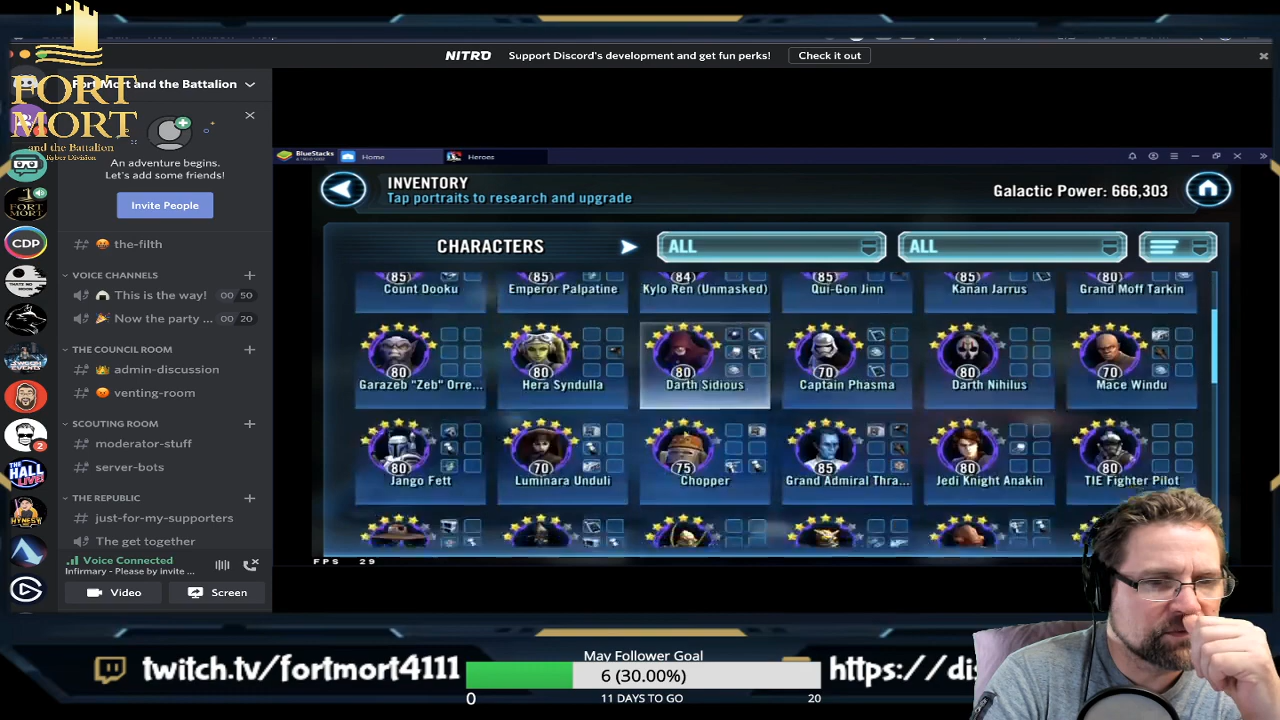 FORT
MORT
and the Battalion
NITRO Support Discord's development and get fun perks! Check it out
Fort Mort and the Battalion
An adventure begins.
Let's add some friends!
Invite People
the-filth
VOICE CHANNELS
This is the way! 00 50
Now the party ... 00 20
THE COUNCIL ROOM
admin-discussion
venting-room
SCOUTING ROOM
moderator-stuff
server-bots
THE REPUBLIC
just-for-my-supporters
The get together
Voice Connected
Infirmary - Please by invite ...
Video Screen
FORT
MORT
CDP
THE HALL
LIVE!
2
BlueStacks Home Heroes
INVENTORY
Tap portraits to research and upgrade
Galactic Power: 666,303
CHARACTERS ALL ALL
85 85 84 85 85 80
Count Dooku Emperor Palpatine Kylo Ren (Unmasked) Qui-Gon Jinn Kanan Jarrus Grand Moff Tarkin
80 80 80 70 80 70
Garazeb "Zeb" Orre... Hera Syndulla Darth Sidious Captain Phasma Darth Nihilus Mace Windu
80 70 75 85 80 80
Jango Fett Luminara Unduli Chopper Grand Admiral Thra... Jedi Knight Anakin TIE Fighter Pilot
FPS 29
twitch.tv/fortmort4111
May Follower Goal
6 (30.00%)
0 11 DAYS TO GO 20
https://dis